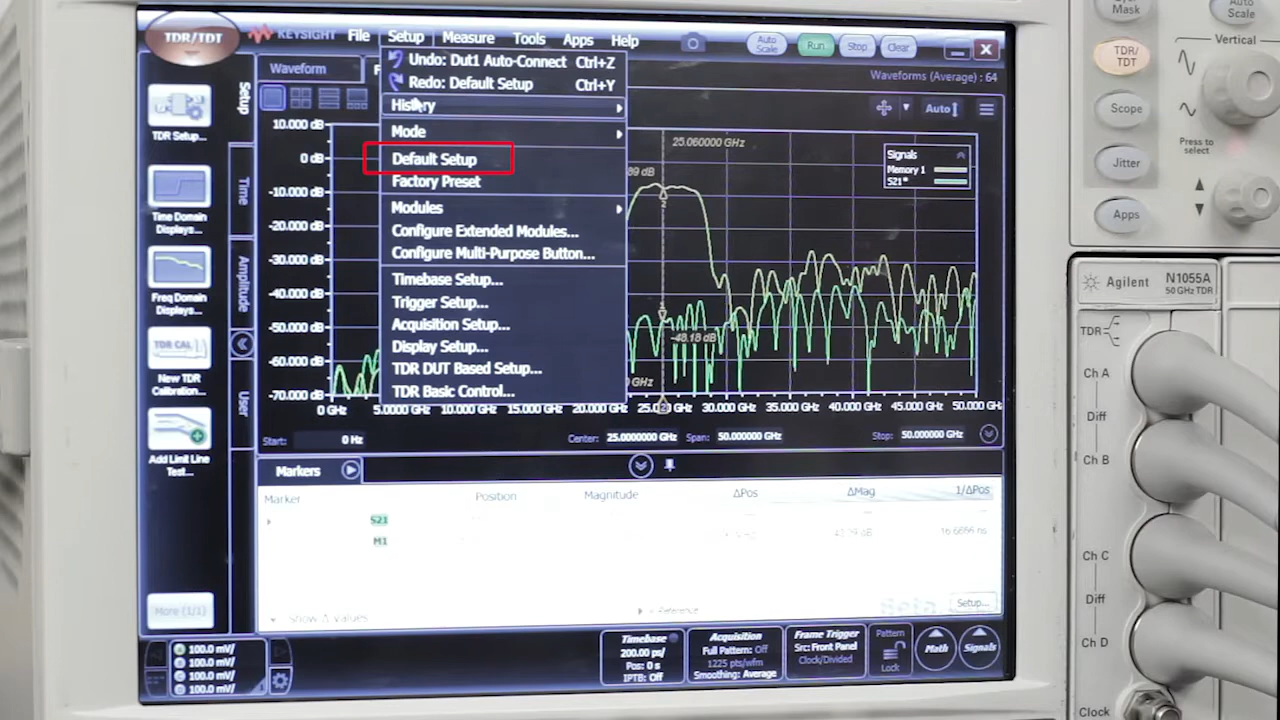 TDR/TDT
KEYSIGHT
File Setup Measure Tools Apps Help
Auto Scale
Run
Stop
Clear
Waveform
Undo: Dut1 Auto-Connect Ctrl+Z
Redo: Default Setup Ctrl+Y
History
Mode
Default Setup
Factory Preset
Modules
Configure Extended Modules...
Configure Multi-Purpose Button...
Timebase Setup...
Trigger Setup...
Acquisition Setup...
Display Setup...
TDR DUT Based Setup...
TDR Basic Control...
Waveforms (Average) : 64
Auto
TDR Setup...
Time Domain Displays...
Freq Domain Displays...
TDR CAL
New TDR Calibration...
Add Limit Line Test...
More (1/1)
Setup
Time
Amplitude
User
10.000 dB
0 dB
-10.000 dB
-20.000 dB
-30.000 dB
-40.000 dB
-50.000 dB
-60.000 dB
-70.000 dB
25.060000 GHz
89 dB
-48.18 dB
0 GHz
Signals
Memory 1
S21*
0 GHz 5.0000 GHz 10.000 GHz 15.000 GHz 20.000 GHz 25.0 GHz 30.000 GHz 35.000 GHz 40.000 GHz 45.000 GHz 50.000 GHz
Start: 0 Hz Center: 25.0000000 GHz Span: 50.000000 GHz Stop: 50.000000 GHz
Markers
Marker Position Magnitude ΔPos ΔMag 1/ΔPos
S21
M1
Show Δ Values
= Reference
Setup...
100.0 mV/
100.0 mV/
100.0 mV/
100.0 mV/
Timebase
200.00 ps/
Pos: 0 s
IPTB: Off
Acquisition
Full Pattern: Off
1225 pts/wfm
Smoothing: Average
Frame Trigger
Src: Front Panel
Clock/Divided
Pattern
Lock
Math
Signals
Eye Mask
Auto Scale
TDR/TDT
Scope
Jitter
Apps
Vertical
Press to select
Agilent
N1055A
50 GHz TDR
TDR
Ch A
Diff
Ch B
Ch C
Diff
Ch D
Clock